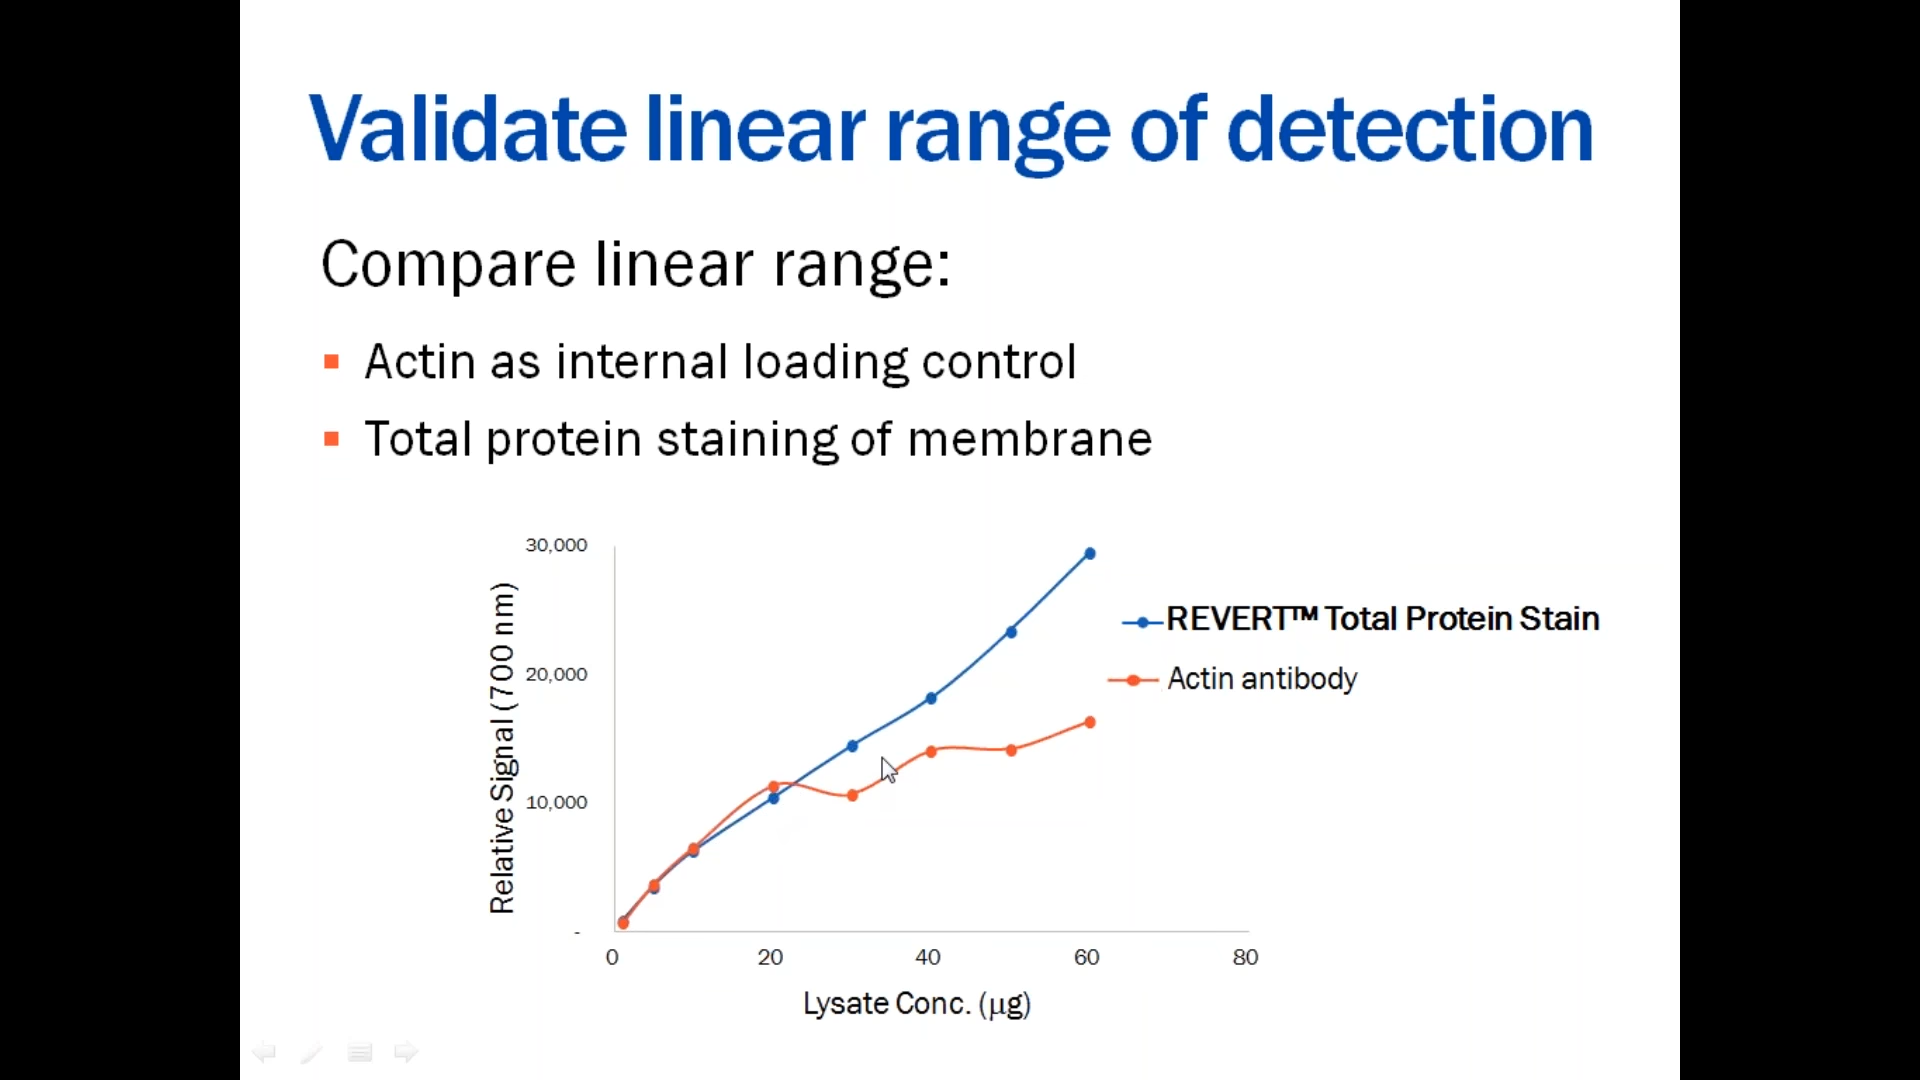 Validate linear range of detection
Compare linear range:
Actin as internal loading control
Total protein staining of membrane
30,000
20,000
10,000
-
Relative Signal (700 nm)
0 20 40 60 80
Lysate Conc. (µg)
REVERT™ Total Protein Stain
Actin antibody